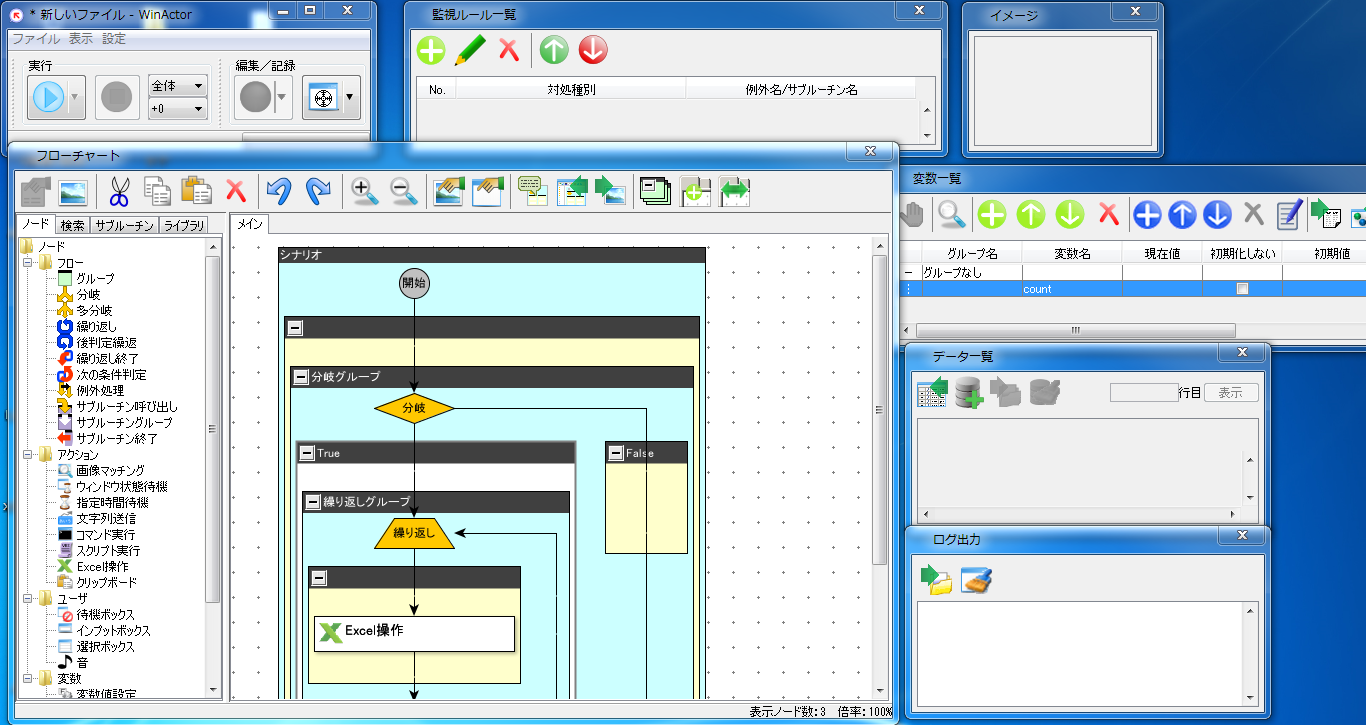 * 新しいファイル - WinActor
ファイル 表示 設定
実行
全体
+0
編集／記録
監視ルール一覧
No. 対処種別 例外名/サブルーチン名
イメージ
フローチャート
ノード 検索 サブルーチン ライブラリ
ノード
フロー
グループ
分岐
多分岐
繰り返し
後判定繰返
繰り返し終了
次の条件判定
例外処理
サブルーチン呼び出し
サブルーチングループ
サブルーチン終了
アクション
画像マッチング
ウィンドウ状態待機
指定時間待機
文字列送信
コマンド実行
スクリプト実行
Excel操作
クリップボード
ユーザ
待機ボックス
インプットボックス
選択ボックス
音
変数
変数値設定
メイン
シナリオ
開始
分岐グループ
分岐
True
False
繰り返しグループ
繰り返し
Excel操作
表示ノード数:3 倍率:100%
変数一覧
グループ名 変数名 現在値 初期化しない 初期値
グループなし
count
データ一覧
行目 表示
ログ出力